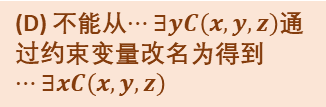 (D) 不能从⋯ ∃yC(x, y, z)通
过约束变量改名为得到
⋯ ∃xC(x, y, z)